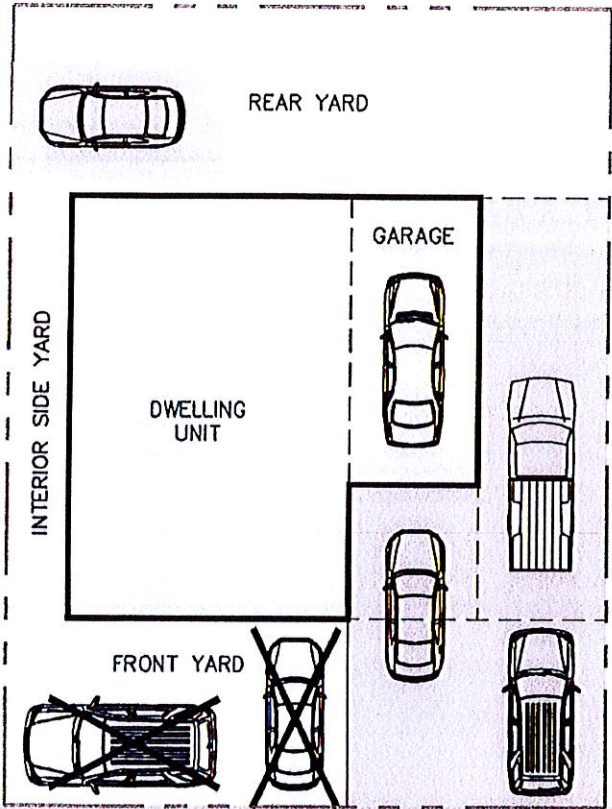 REAR YARD
GARAGE
INTERIOR SIDE YARD
DWELLING
UNIT
FRONT YARD